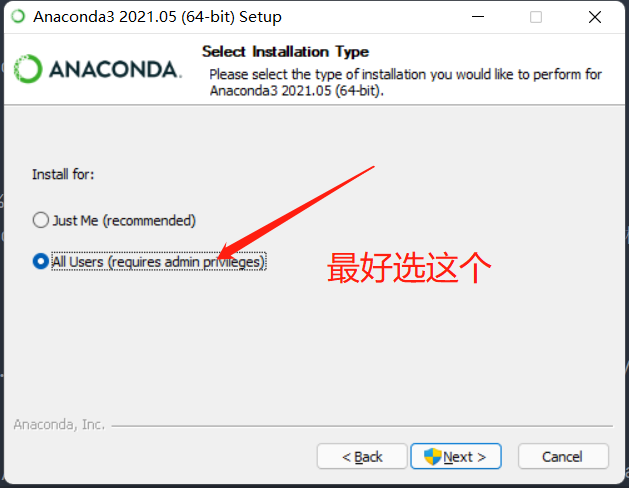 Anaconda3 2021.05 (64-bit) Setup
ANACONDA.
Select Installation Type
Please select the type of installation you would like to perform for
Anaconda3 2021.05 (64-bit).
Install for:
Just Me (recommended)
All Users (requires admin privileges)
最好选这个
Anaconda, Inc.
< Back
Next >
Cancel